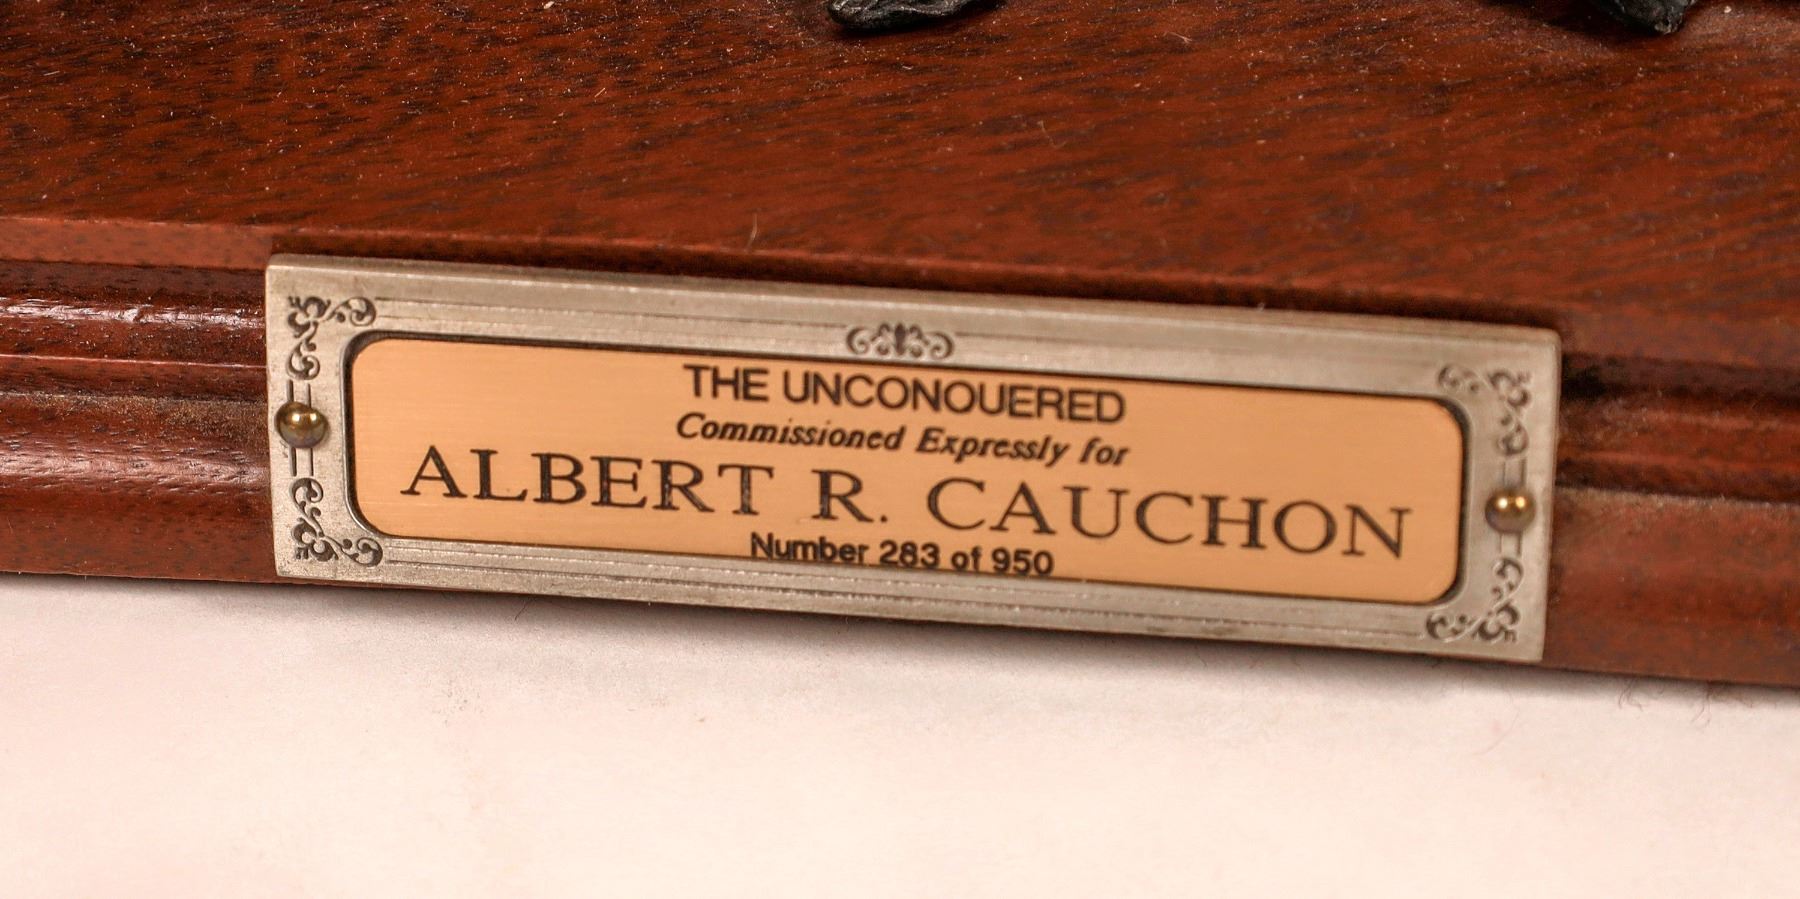 THE UNCONQUERED
Commissioned Expressly for
ALBERT R. CAUCHON
Number 283 of 950